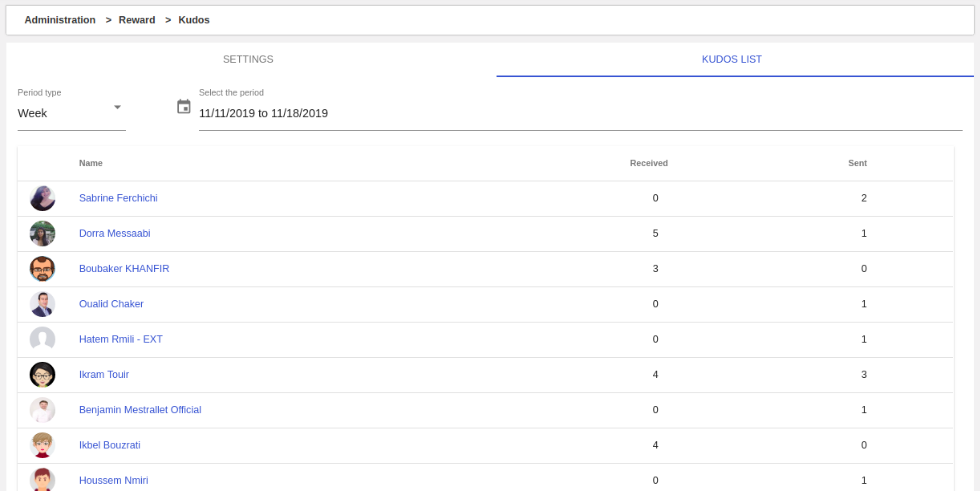 Administration > Reward > Kudos
SETTINGS KUDOS LIST
Period type Select the period
Week 11/11/2019 to 11/18/2019
Name Received Sent
Sabrine Ferchichi 0 2
Dorra Messaabi 5 1
Boubaker KHANFIR 3 0
Oualid Chaker 0 1
Hatem Rmili - EXT 0 1
Ikram Touir 4 3
Benjamin Mestrallet Official 0 1
Ikbel Bouzrati 4 0
Houssem Nmiri 0 1